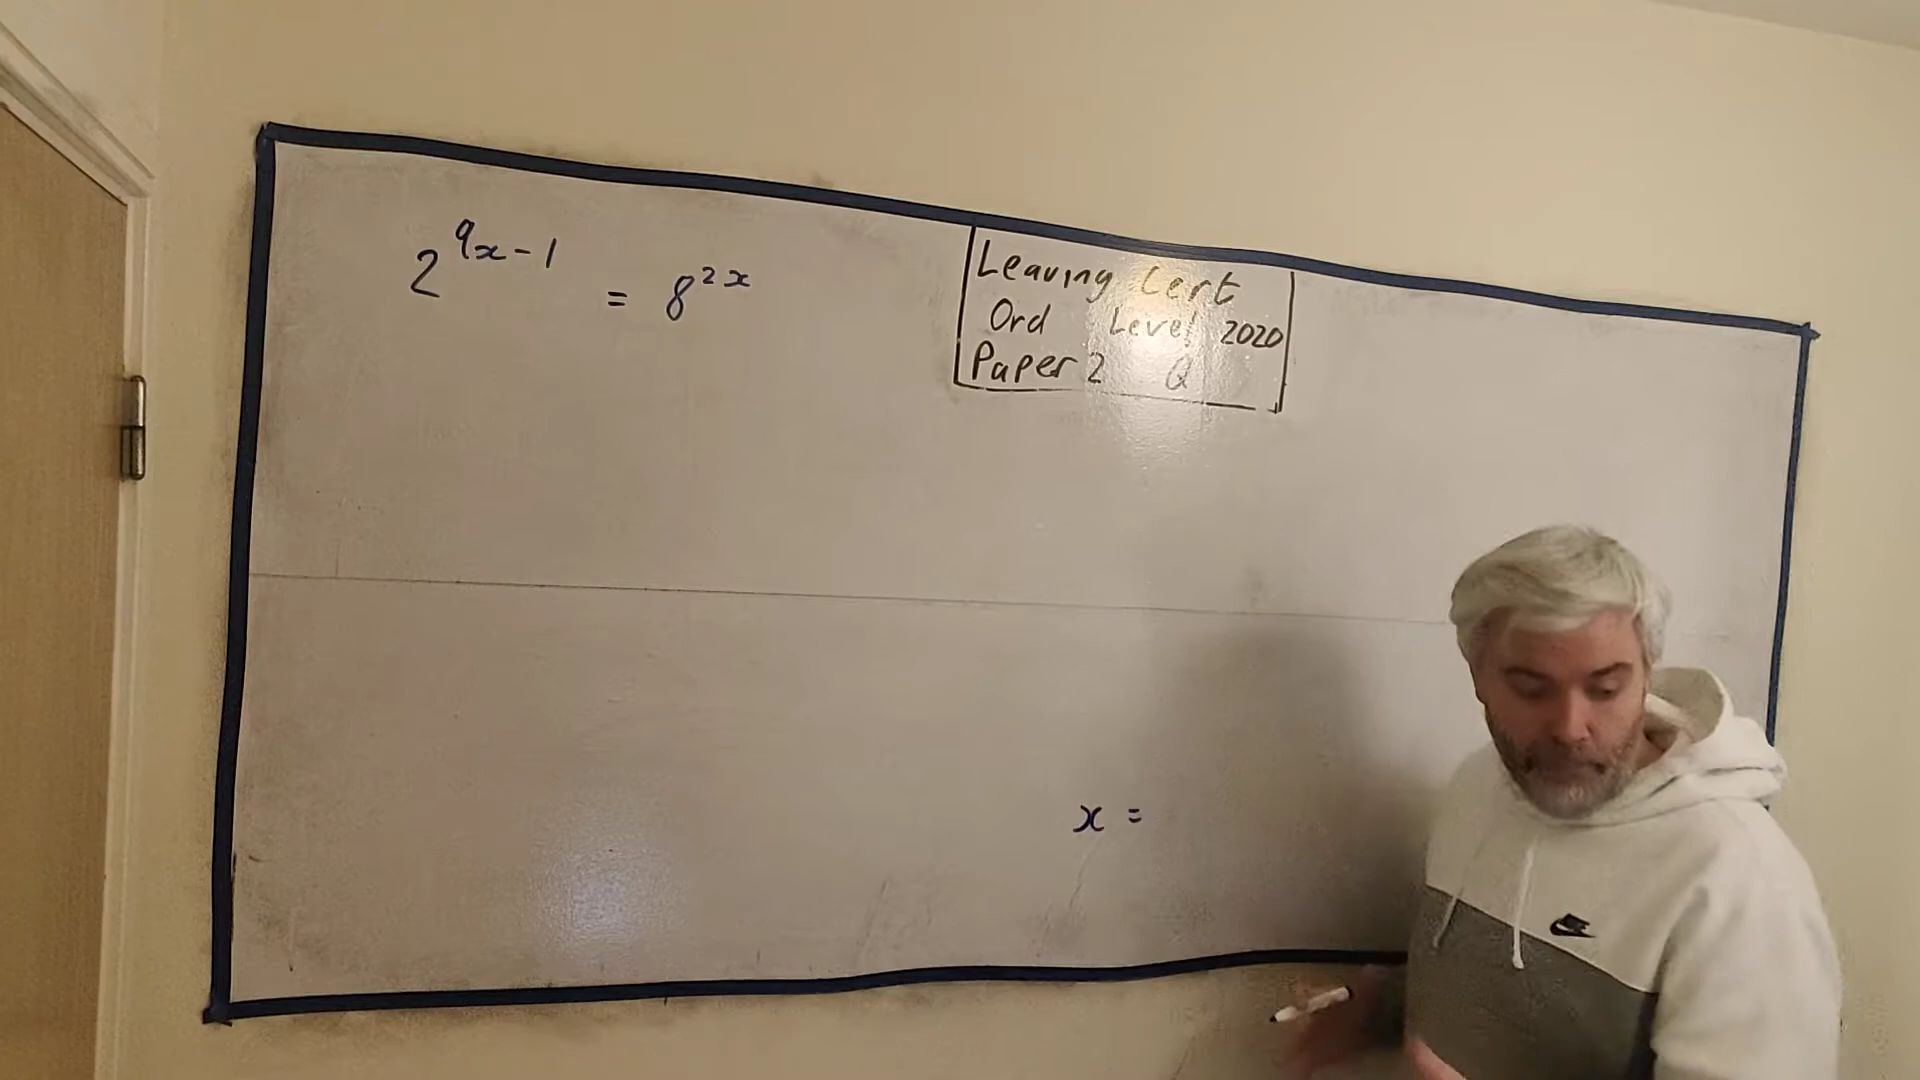 2^{9x-1} = 8^{2x}
Leaving Cert
Ord Level 2020
Paper 2 Q
x =